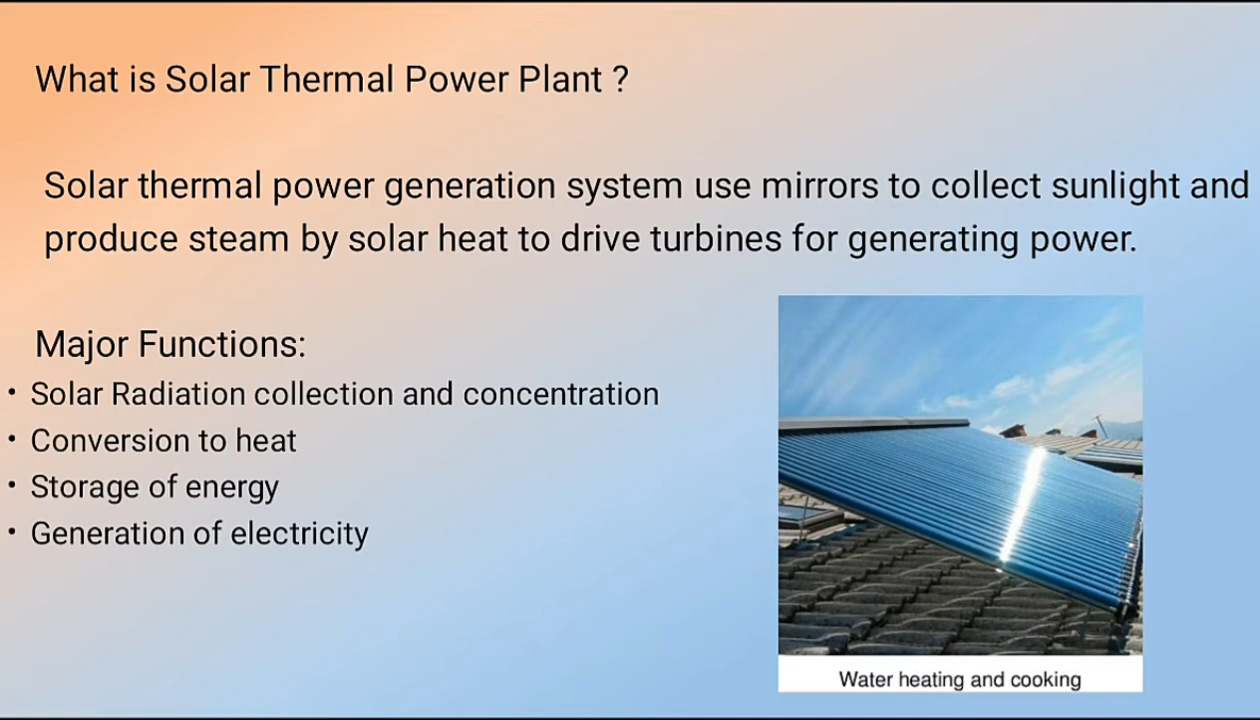 What is Solar Thermal Power Plant ?
Solar thermal power generation system use mirrors to collect sunlight and
produce steam by solar heat to drive turbines for generating power.
Major Functions:
• Solar Radiation collection and concentration
• Conversion to heat
• Storage of energy
• Generation of electricity
Water heating and cooking